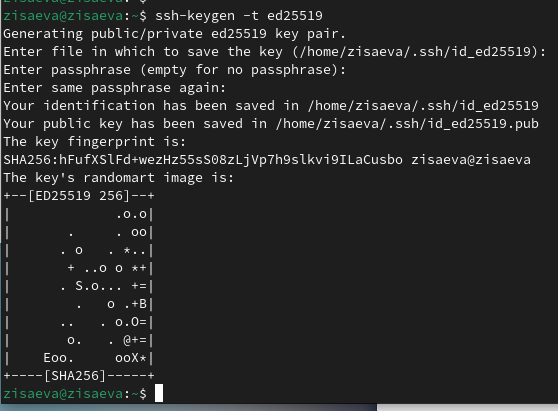 zisaeva@zisaeva:~$ ssh-keygen -t ed25519
Generating public/private ed25519 key pair.
Enter file in which to save the key (/home/zisaeva/.ssh/id_ed25519):
Enter passphrase (empty for no passphrase):
Enter same passphrase again:
Your identification has been saved in /home/zisaeva/.ssh/id_ed25519
Your public key has been saved in /home/zisaeva/.ssh/id_ed25519.pub
The key fingerprint is:
SHA256:hFufXSlFd+wezHz55sS08zLjVp7h9slkvi9ILaCusbo zisaeva@zisaeva
The key's randomart image is:
+--[ED25519 256]--+
|             .o.o|
|       .     . oo|
|      . o   . *..|
|       + ..o o *+|
|      . S.o... +=|
|        .   o .+B|
|      ..   . o.O=|
|       o.   . @+=|
|    Eoo.     ooX*|
+----[SHA256]-----+
zisaeva@zisaeva:~$